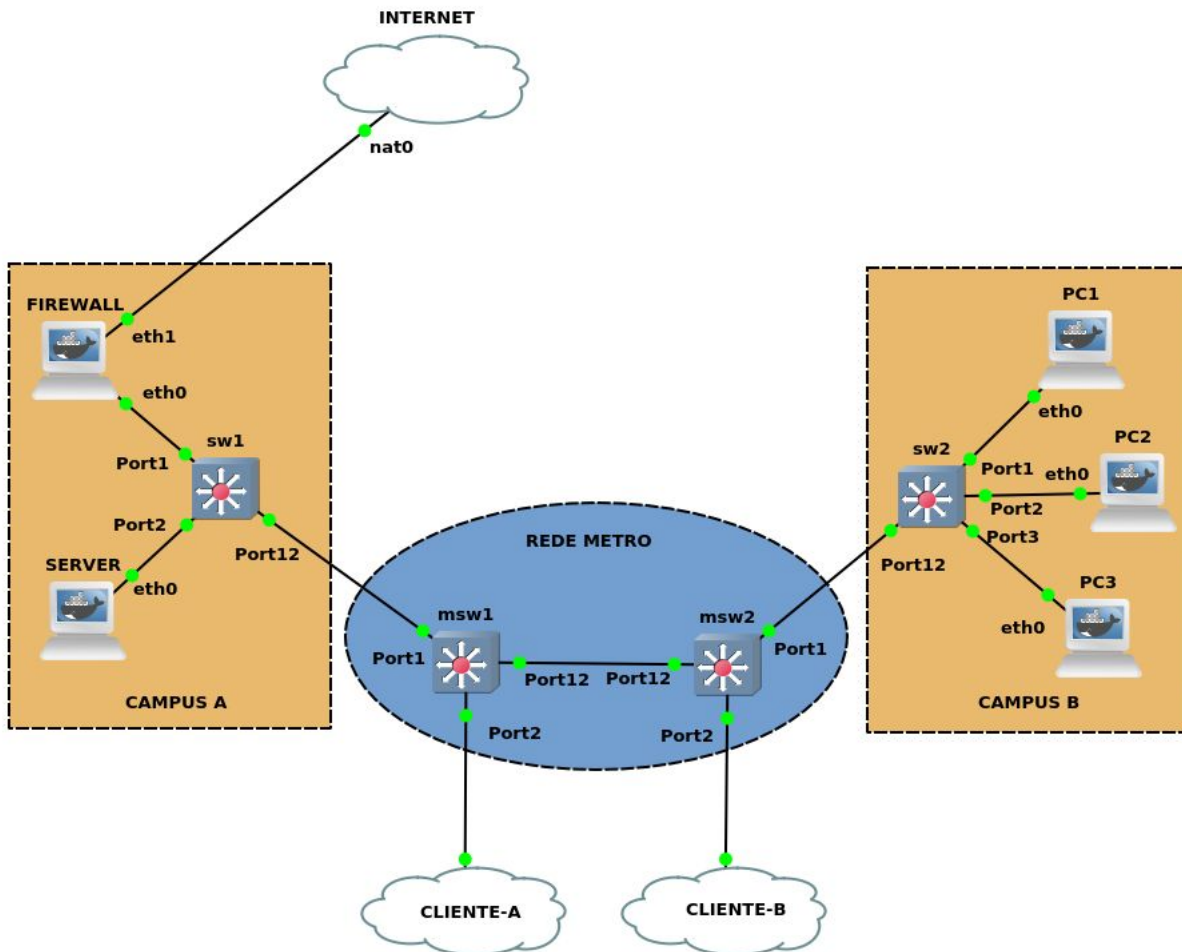 INTERNET
nat0
FIREWALL
eth1
eth0
sw1
Port1
Port2
Port12
SERVER
eth0
CAMPUS A
REDE METRO
msw1
Port1
Port12
Port2
msw2
Port12
Port1
Port2
PC1
eth0
sw2
Port1
PC2
eth0
Port2
Port3
Port12
PC3
eth0
CAMPUS B
CLIENTE-A
CLIENTE-B